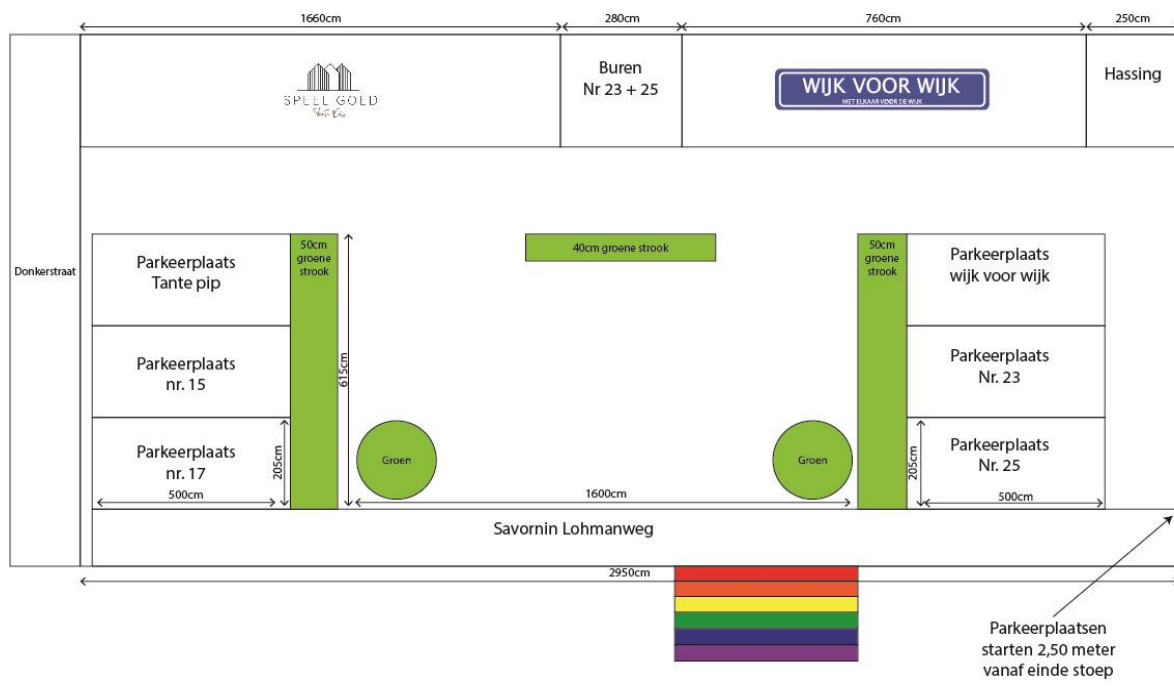 1660cm
280cm
760cm
250cm
SPEEL GOED
Buren
Nr 23 + 25
WIJK VOOR WIJK
MET ELKAAR VOOR DE WIJK
Hassing
Donkerstraat
Parkeerplaats
Tante pip
50cm
groene
strook
40cm groene strook
50cm
groene
strook
Parkeerplaats
wijk voor wijk
Parkeerplaats
nr. 15
615cm
Parkeerplaats
Nr. 23
Parkeerplaats
nr. 17
205cm
500cm
Groen
1600cm
Groen
205cm
Parkeerplaats
Nr. 25
500cm
Savornin Lohmanweg
2950cm
Parkeerplaatsen
starten 2,50 meter
vanaf einde stoep